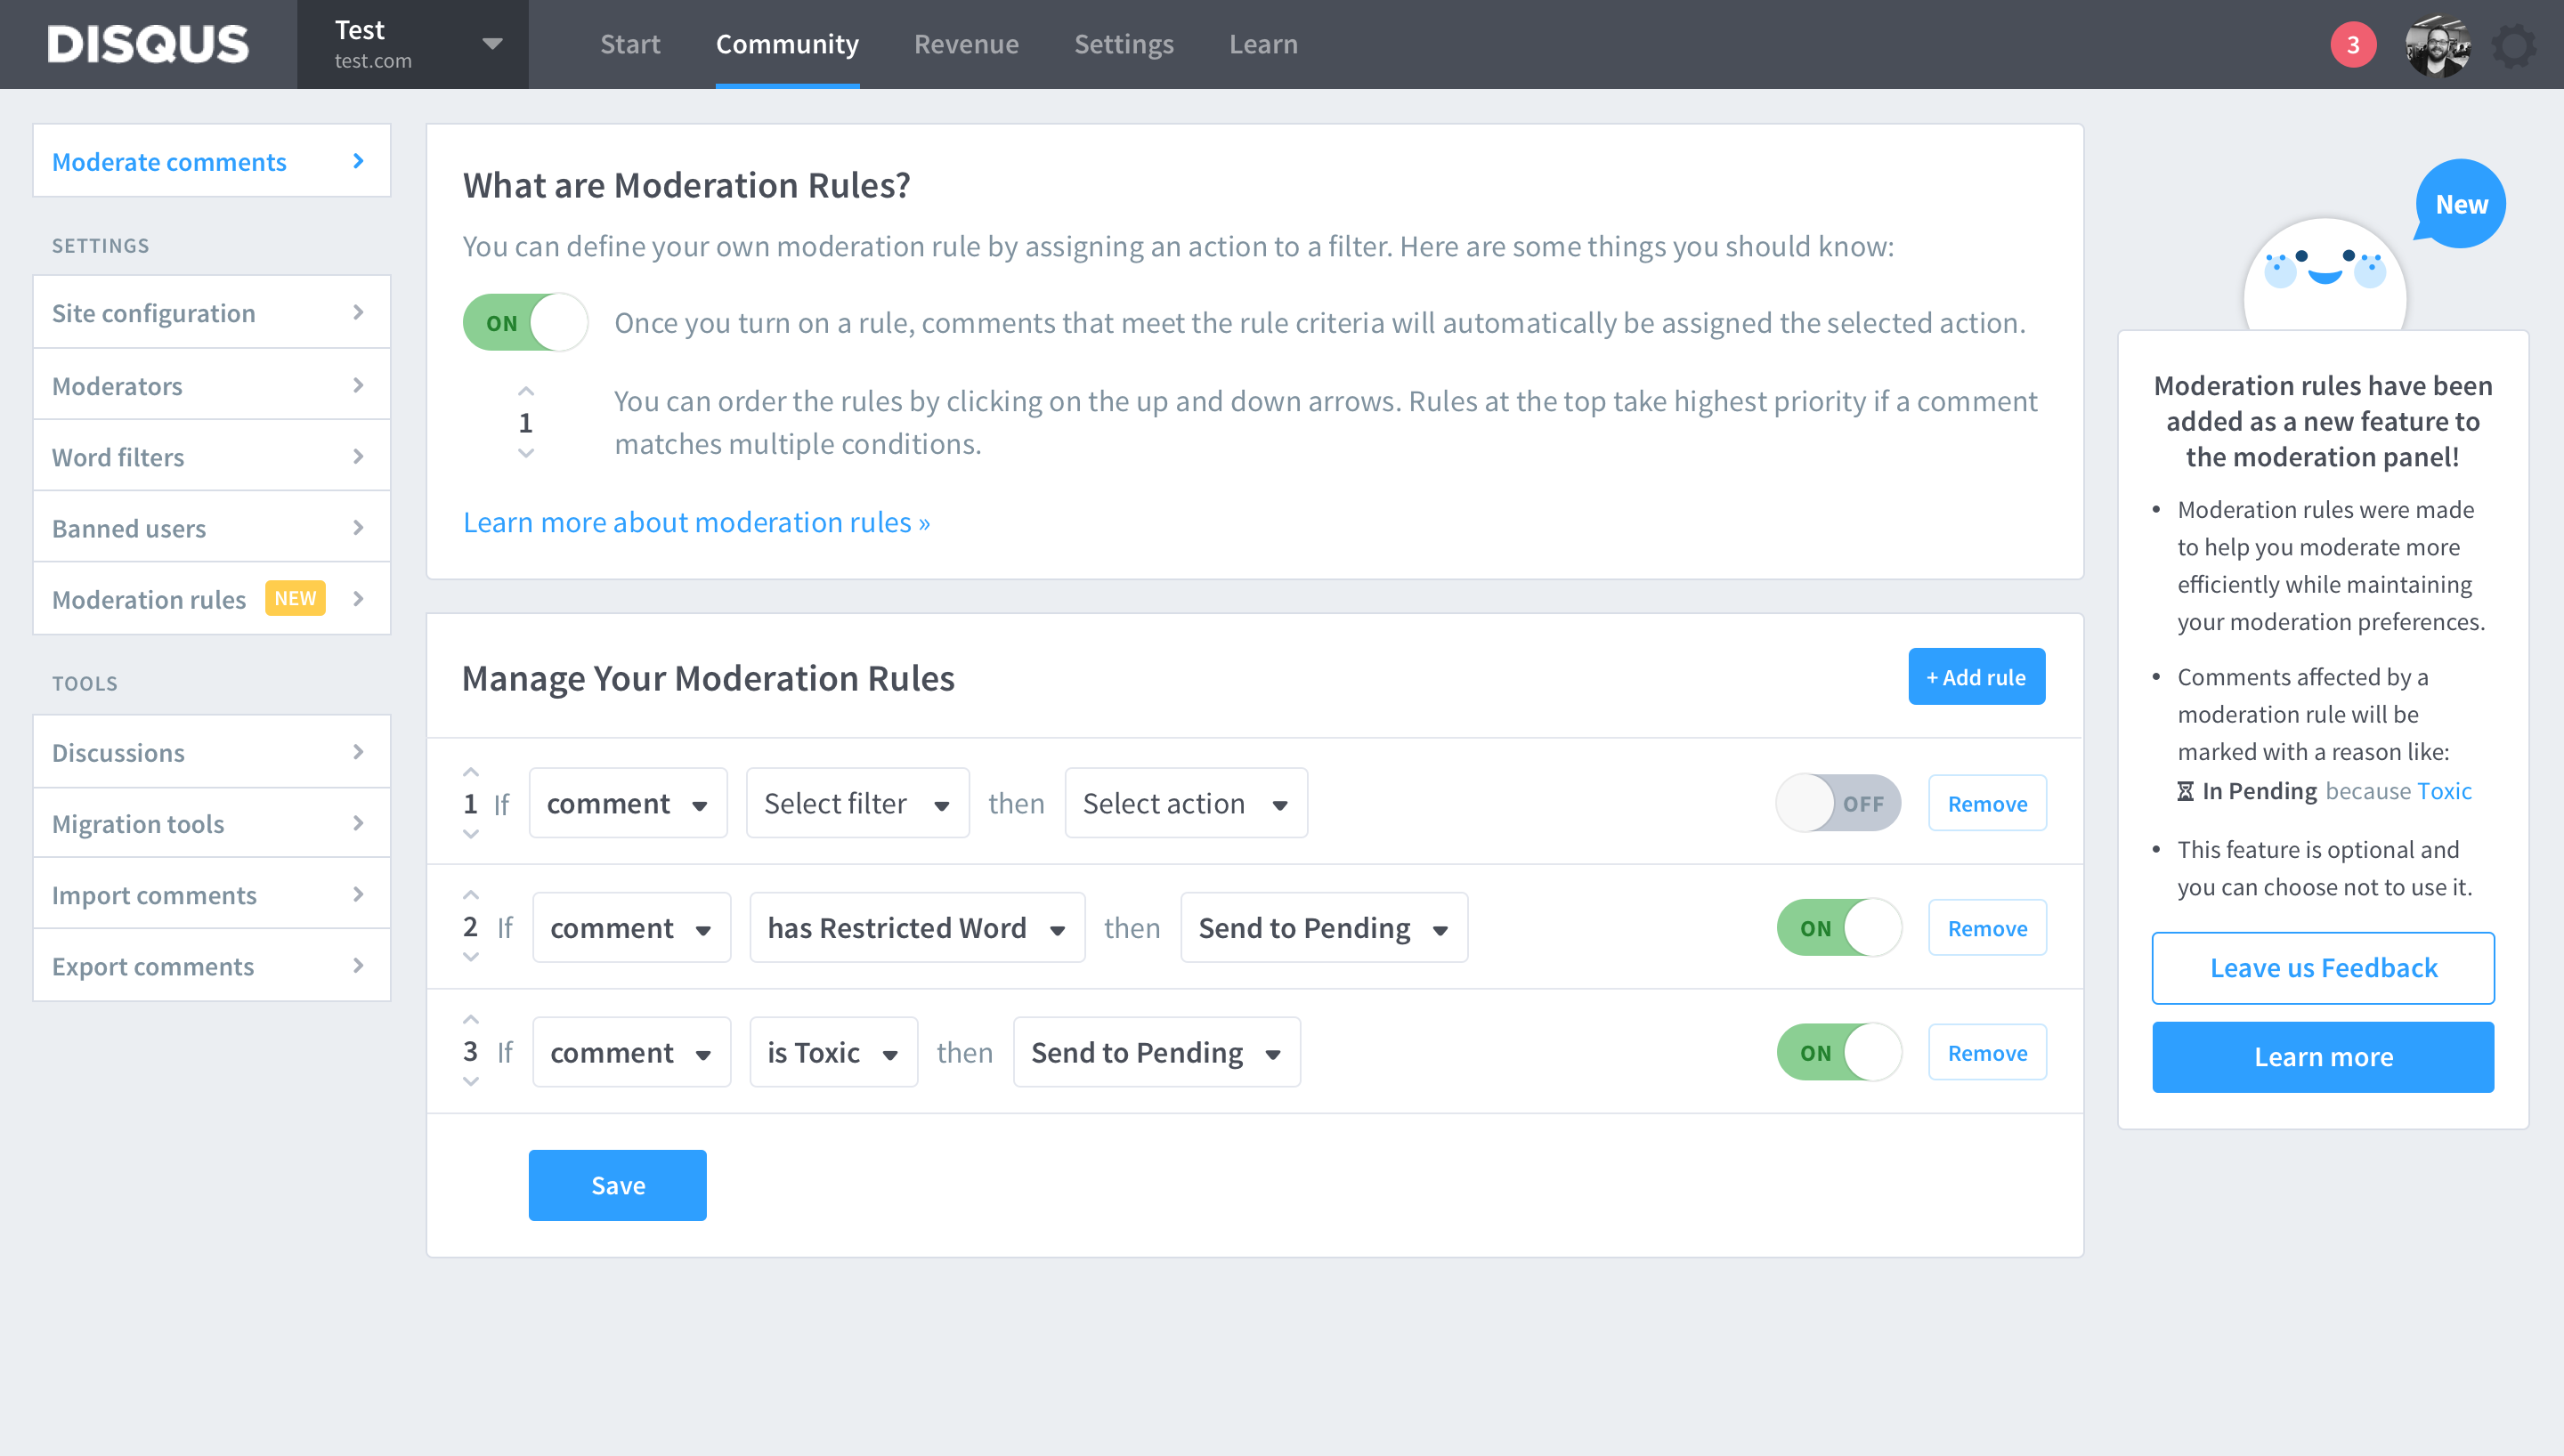 DISQUS
Test
test.com
Start
Community
Revenue
Settings
Learn
3
Moderate comments
SETTINGS
Site configuration
Moderators
Word filters
Banned users
Moderation rules NEW
TOOLS
Discussions
Migration tools
Import comments
Export comments
What are Moderation Rules?
You can define your own moderation rule by assigning an action to a filter. Here are some things you should know:
ON
Once you turn on a rule, comments that meet the rule criteria will automatically be assigned the selected action.
1
You can order the rules by clicking on the up and down arrows. Rules at the top take highest priority if a comment
matches multiple conditions.
Learn more about moderation rules »
Manage Your Moderation Rules
+ Add rule
1 If comment Select filter then Select action OFF Remove
2 If comment has Restricted Word then Send to Pending ON Remove
3 If comment is Toxic then Send to Pending ON Remove
Save
New
Moderation rules have been
added as a new feature to
the moderation panel!
• Moderation rules were made
to help you moderate more
efficiently while maintaining
your moderation preferences.
• Comments affected by a
moderation rule will be
marked with a reason like:
In Pending because Toxic
• This feature is optional and
you can choose not to use it.
Leave us Feedback
Learn more